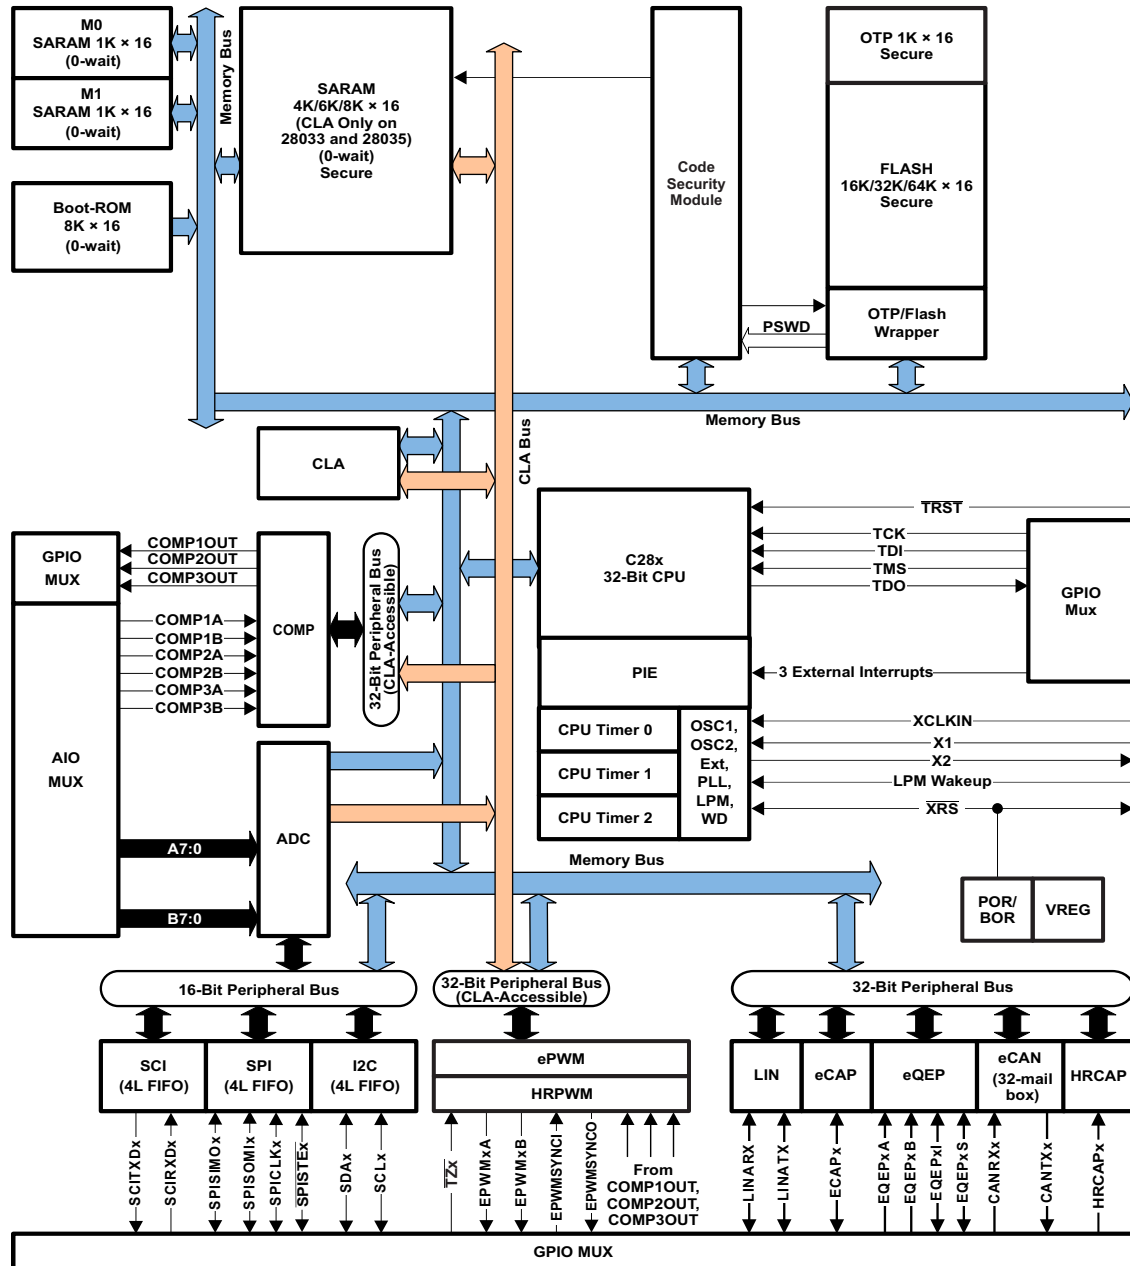 M0
SARAM 1K × 16
(0-wait)
M1
SARAM 1K × 16
(0-wait)
Boot-ROM
8K × 16
(0-wait)
Memory Bus
SARAM
4K/6K/8K × 16
(CLA Only on
28033 and 28035)
(0-wait)
Secure
Code
Security
Module
OTP 1K × 16
Secure
FLASH
16K/32K/64K × 16
Secure
OTP/Flash
Wrapper
PSWD
Memory Bus
CLA Bus
CLA
C28x
32-Bit CPU
TRST
TCK
TDI
TMS
TDO
GPIO
Mux
PIE
3 External Interrupts
CPU Timer 0
CPU Timer 1
CPU Timer 2
OSC1,
OSC2,
Ext,
PLL,
LPM,
WD
XCLKIN
X1
X2
LPM Wakeup
XRS
POR/
BOR
VREG
GPIO
MUX
COMP1OUT
COMP2OUT
COMP3OUT
COMP1A
COMP1B
COMP2A
COMP2B
COMP3A
COMP3B
COMP
32-Bit Peripheral Bus
(CLA-Accessible)
AIO
MUX
A7:0
B7:0
ADC
Memory Bus
16-Bit Peripheral Bus
32-Bit Peripheral Bus
(CLA-Accessible)
32-Bit Peripheral Bus
SCI
(4L FIFO)
SPI
(4L FIFO)
I2C
(4L FIFO)
ePWM
HRPWM
LIN
eCAP
eQEP
eCAN
(32-mail
box)
HRCAP
SCITXDx
SCIRXDx
SPISIMOx
SPISOMIx
SPICLKx
SPISTEx
SDAx
SCLx
TZx
EPWMxA
EPWMxB
EPWMSYNCI
EPWMSYNCO
From
COMP1OUT,
COMP2OUT,
COMP3OUT
LINARX
LINATX
ECAPx
EQEPxA
EQEPxB
EQEPxI
EQEPxS
CANRXx
CANTXx
HRCAPx
GPIO MUX